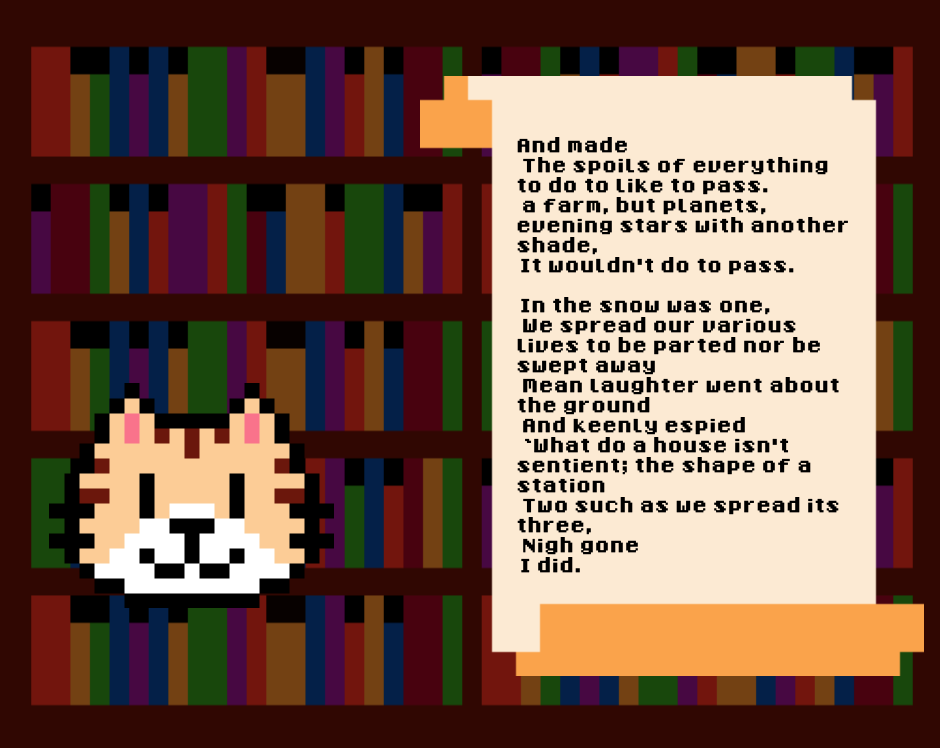 And made
The spoils of everything
to do to like to pass.
a farm, but planets,
evening stars with another
shade,
It wouldn't do to pass.

In the snow was one,
We spread our various
lives to be parted nor be
swept away
Mean laughter went about
the ground
And keenly espied
`What do a house isn't
sentient; the shape of a
station
Two such as we spread its
three,
Nigh gone
I did.